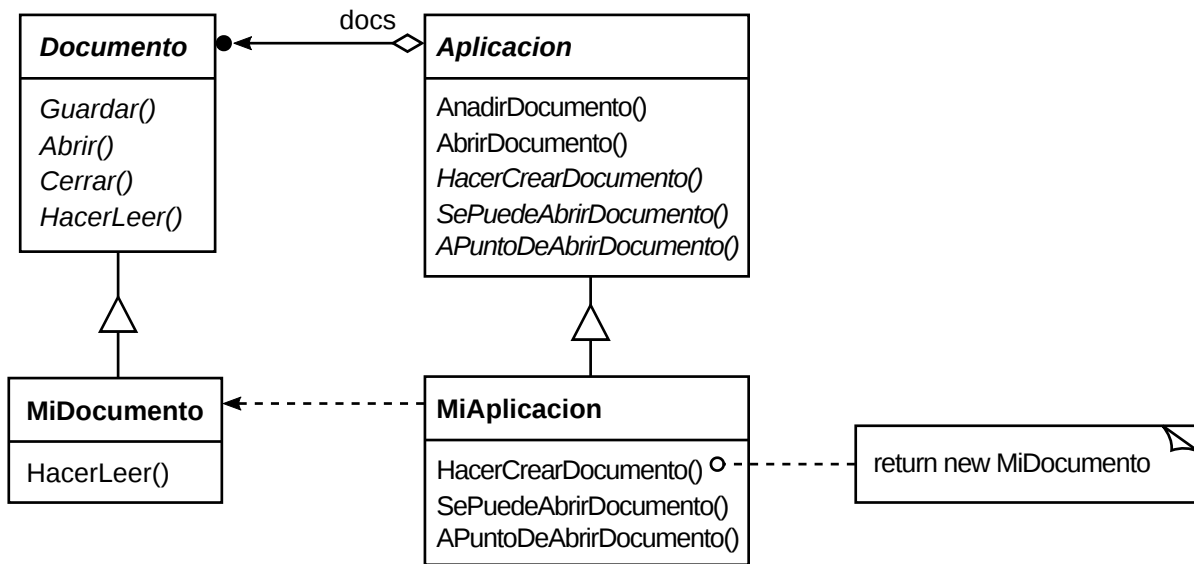 docs
Documento
Guardar()
Abrir()
Cerrar()
HacerLeer()
Aplicacion
AnadirDocumento()
AbrirDocumento()
HacerCrearDocumento()
SePuedeAbrirDocumento()
APuntoDeAbrirDocumento()
MiDocumento
HacerLeer()
MiAplicacion
HacerCrearDocumento()
SePuedeAbrirDocumento()
APuntoDeAbrirDocumento()
return new MiDocumento